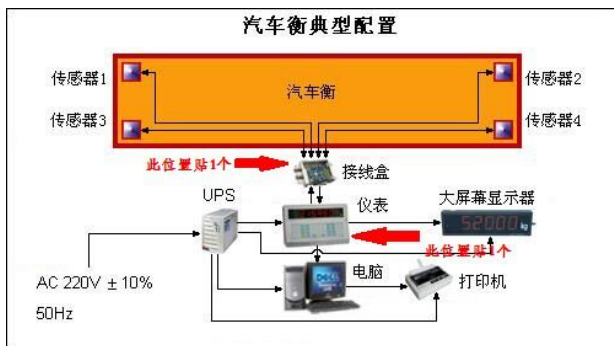 汽车衡典型配置
传感器1
汽车衡
传感器2
传感器3
传感器4
此位置贴1个
接线盒
UPS
仪表
大屏幕显示器
52000 kg
此位置贴1个
AC 220V ± 10%
50Hz
电脑
DELL
打印机